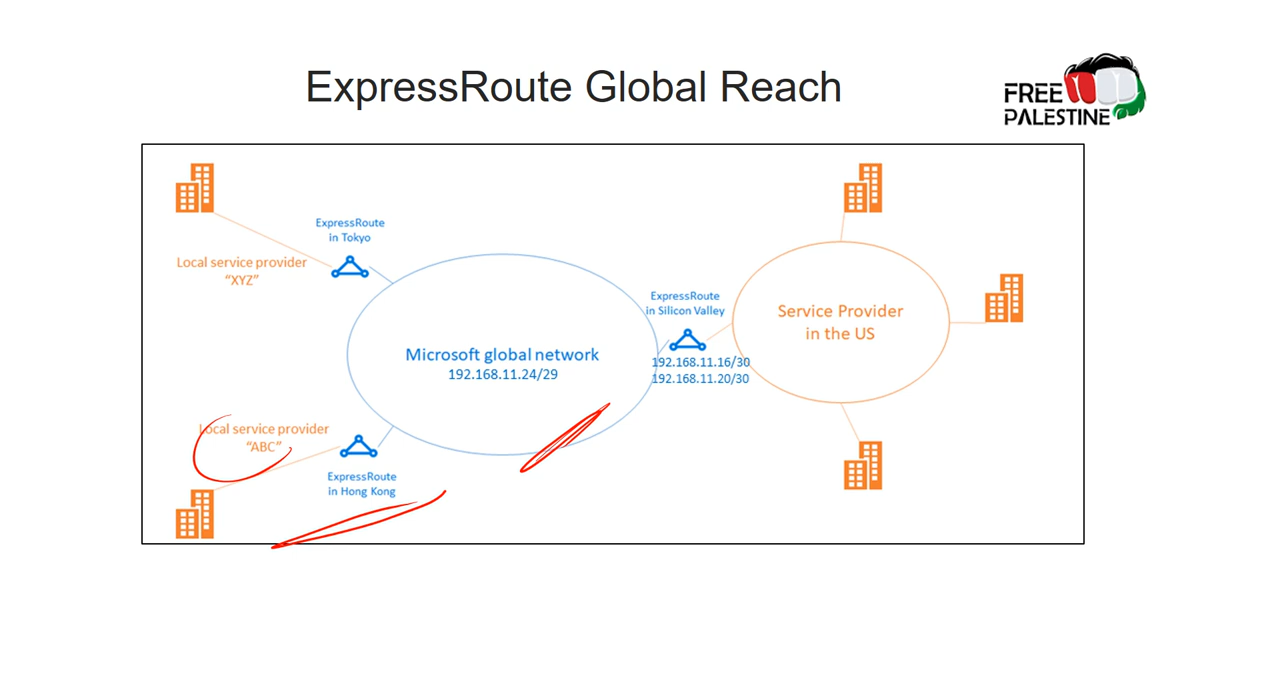 ExpressRoute Global Reach
FREE
PALESTINE
ExpressRoute
in Tokyo
Local service provider
“XYZ”
Microsoft global network
192.168.11.24/29
ExpressRoute
in Silicon Valley
192.168.11.16/30
192.168.11.20/30
Service Provider
in the US
Local service provider
“ABC”
ExpressRoute
in Hong Kong